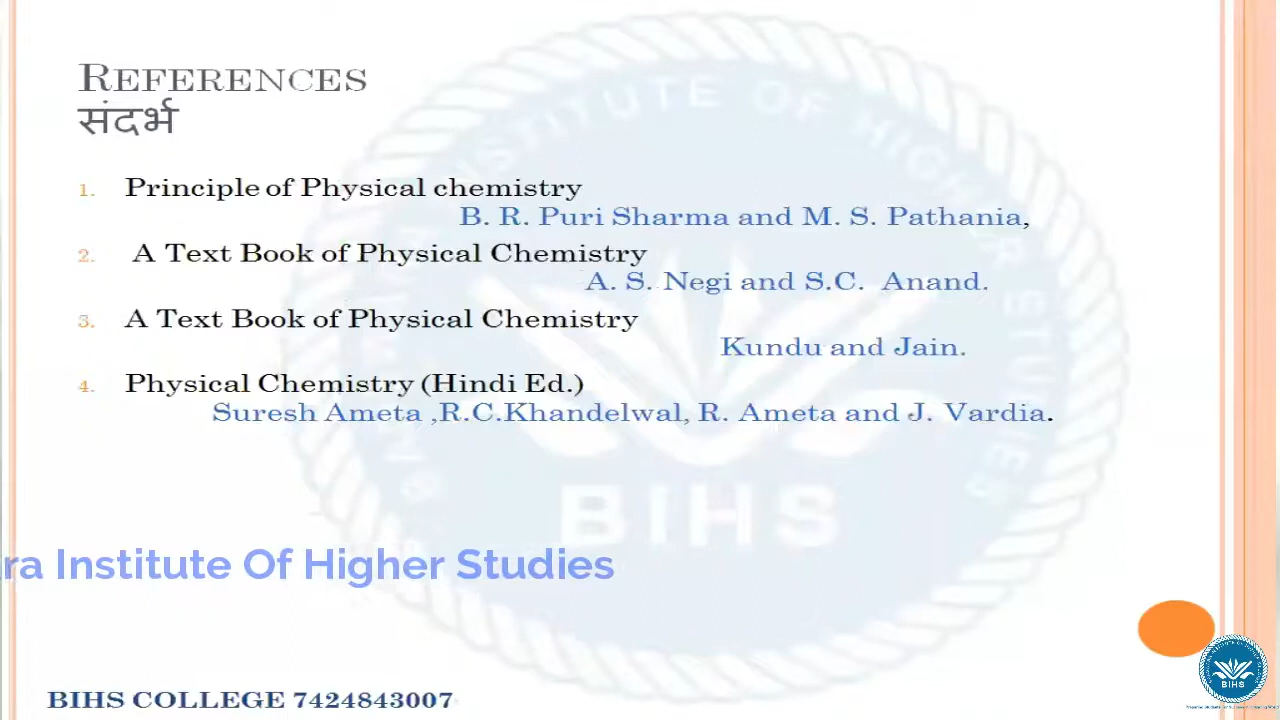 REFERENCES
संदर्भ
1. Principle of Physical chemistry
B. R. Puri Sharma and M. S. Pathania,
2. A Text Book of Physical Chemistry
A. S. Negi and S.C. Anand.
3. A Text Book of Physical Chemistry
Kundu and Jain.
4. Physical Chemistry (Hindi Ed.)
Suresh Ameta ,R.C.Khandelwal, R. Ameta and J. Vardia.
BIHS
ra Institute Of Higher Studies
BIHS COLLEGE 7424843007
BIHS